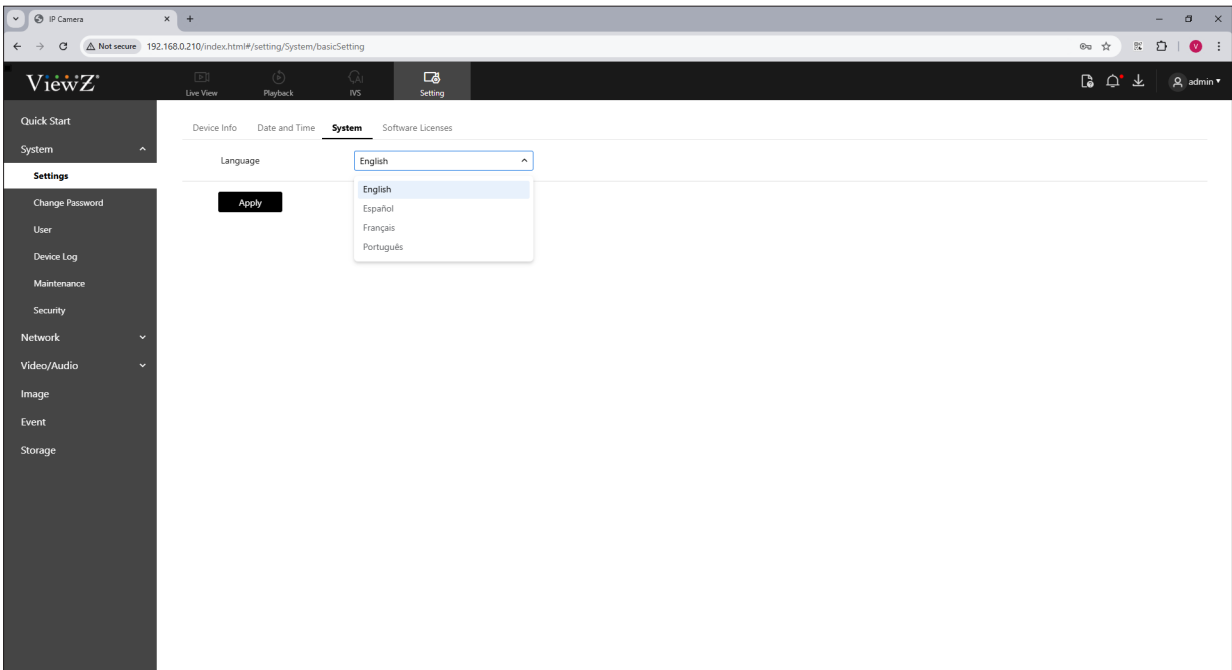 IP Camera
Not secure 192.168.0.210/index.html#/setting/System/basicSetting
V
ViewZ
Live View Playback IVS Setting
admin
Quick Start
System
Settings
Change Password
User
Device Log
Maintenance
Security
Network
Video/Audio
Image
Event
Storage
Device Info Date and Time System Software Licenses
Language English
English
Español
Français
Português
Apply